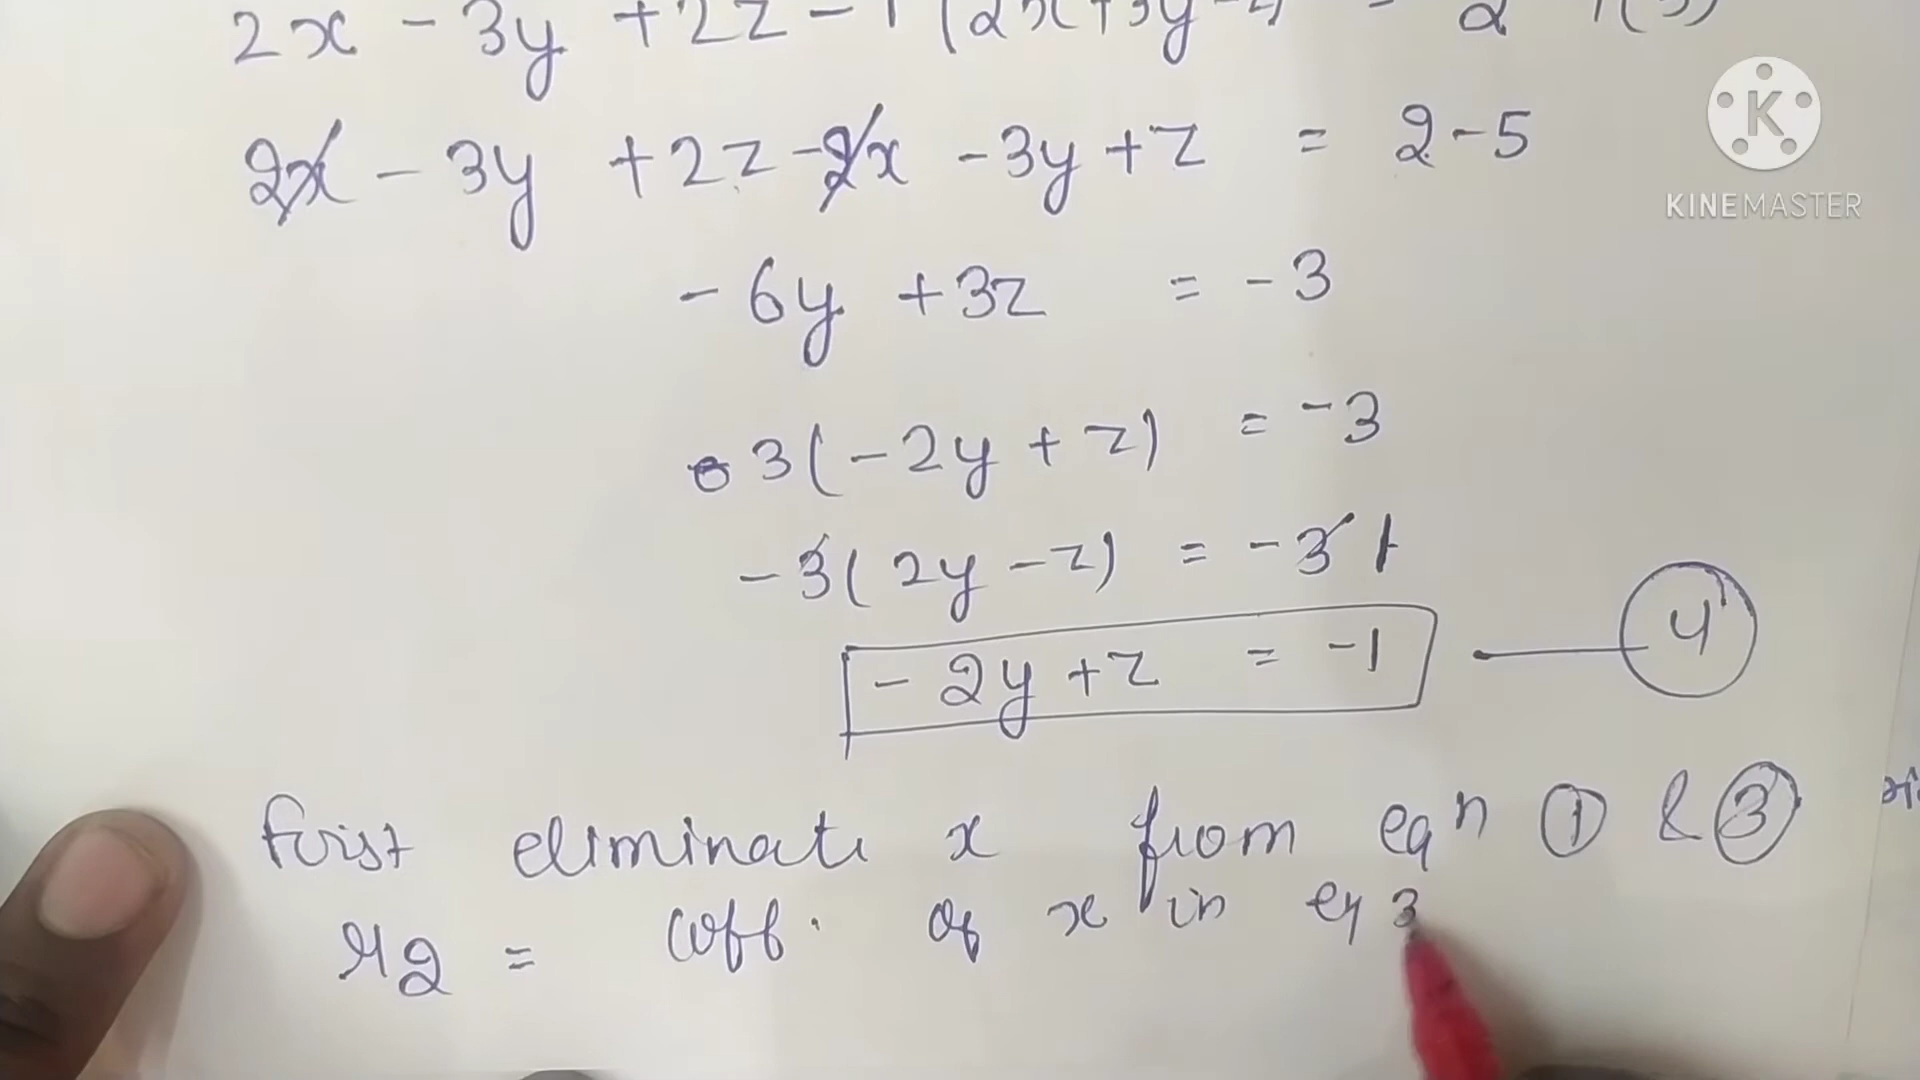 2x - 3y + 2z - 1 (2x + 3y - z) = 2 - 1(5)
2x - 3y + 2z - 2x - 3y + z = 2 - 5
K
KINEMASTER
- 6y + 3z = - 3
3(- 2y + z) = - 3
- 3( 2y - z) = - 3 1
- 2y + z = - 1 4
first eliminate x from eqn 1 & 3
r2 = coff. of x in eq 3